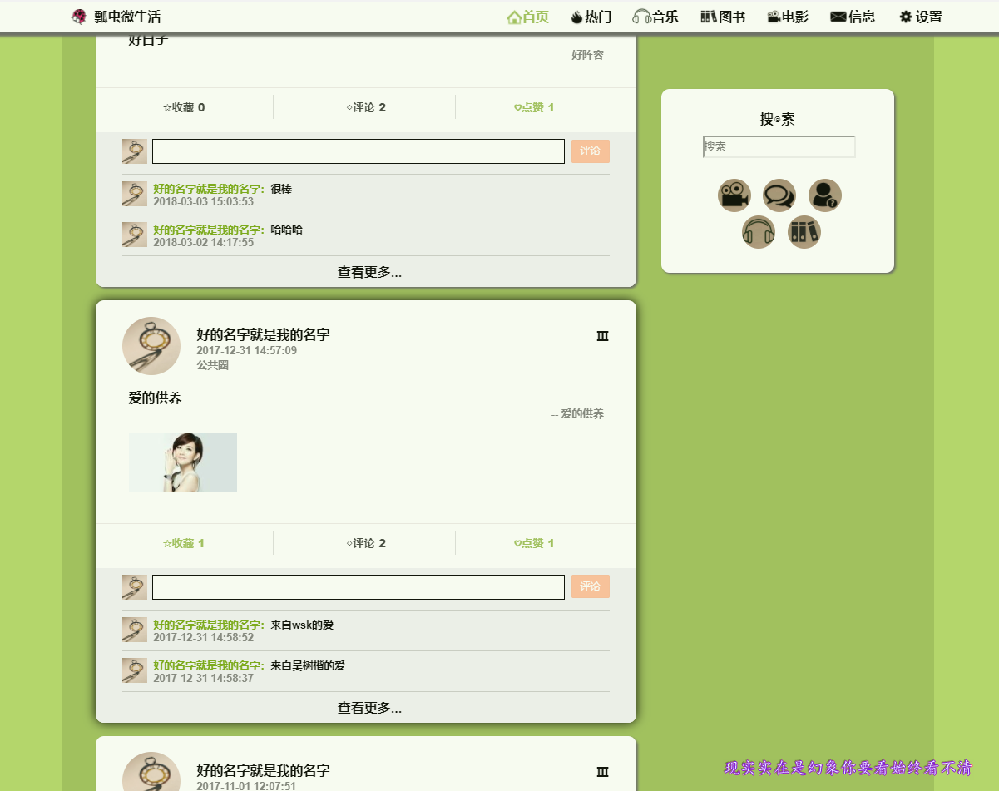 瓢虫微生活
首页 热门 音乐 图书 电影 信息 设置
好日子
-- 好阵容
☆收藏 0 ○评论 2 ♡点赞 1
评论
好的名字就是我的名字：很棒
2018-03-03 15:03:53
好的名字就是我的名字：哈哈哈
2018-03-02 14:17:55
查看更多...
搜索
搜索
好的名字就是我的名字
2017-12-31 14:57:09
公共圈
爱的供养
-- 爱的供养
☆收藏 1 ○评论 2 ♡点赞 1
评论
好的名字就是我的名字：来自wsk的爱
2017-12-31 14:58:52
好的名字就是我的名字：来自吴树楷的爱
2017-12-31 14:58:37
查看更多...
好的名字就是我的名字
2017-11-01 12:07:51
现实实在是幻象你要看始终看不清